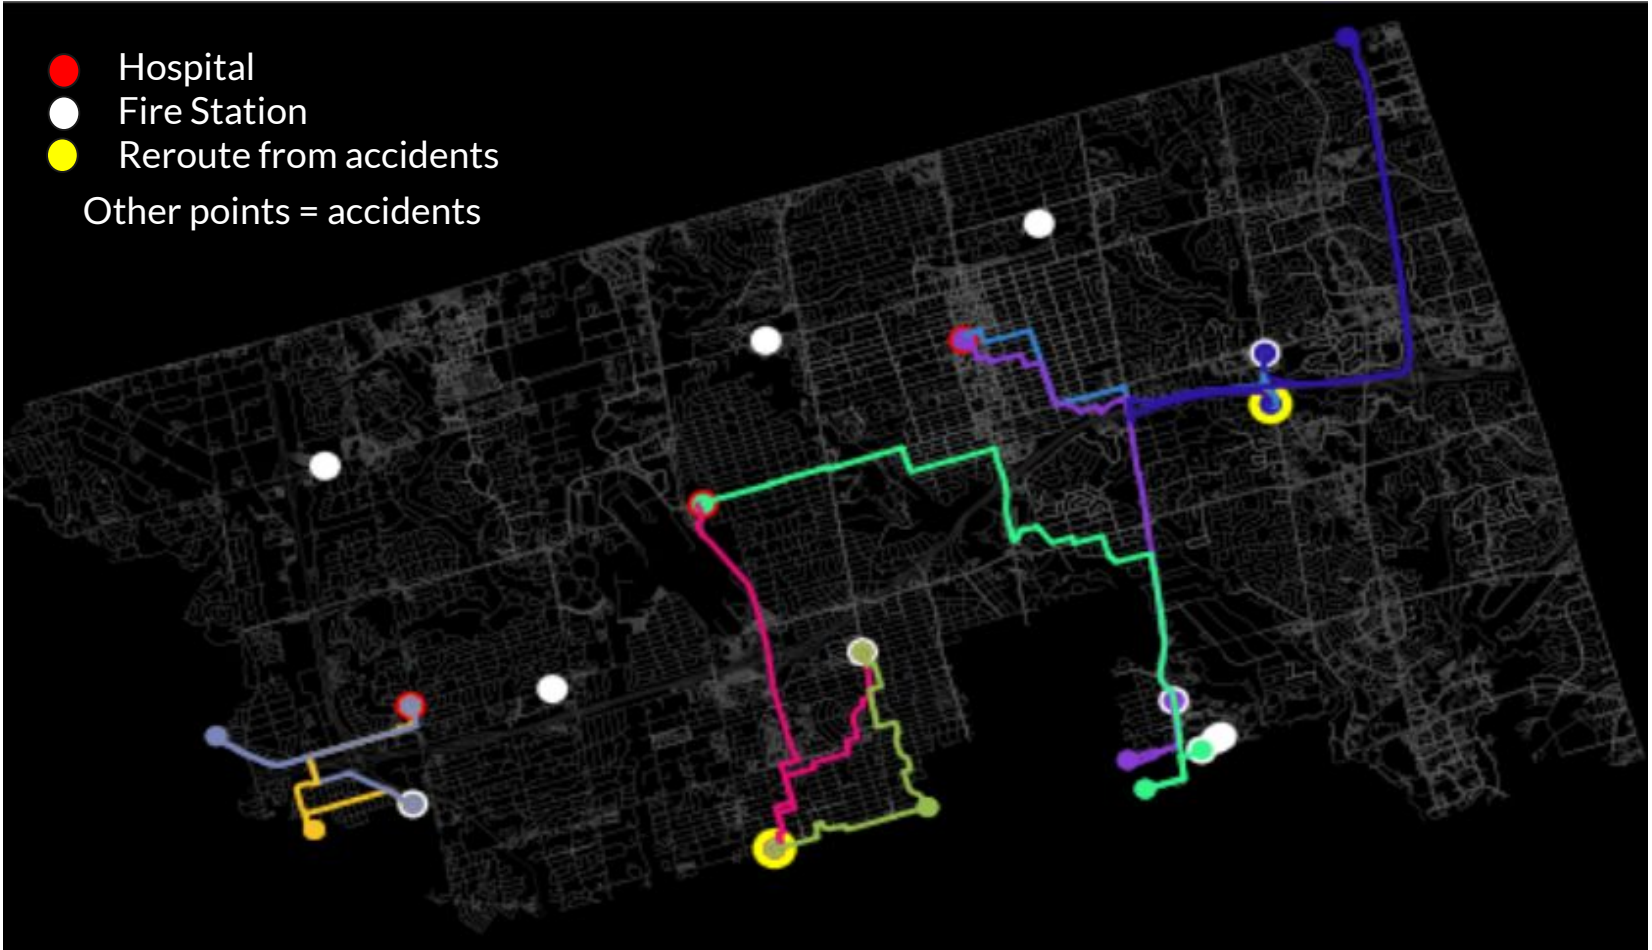 Hospital
Fire Station
Reroute from accidents
Other points = accidents